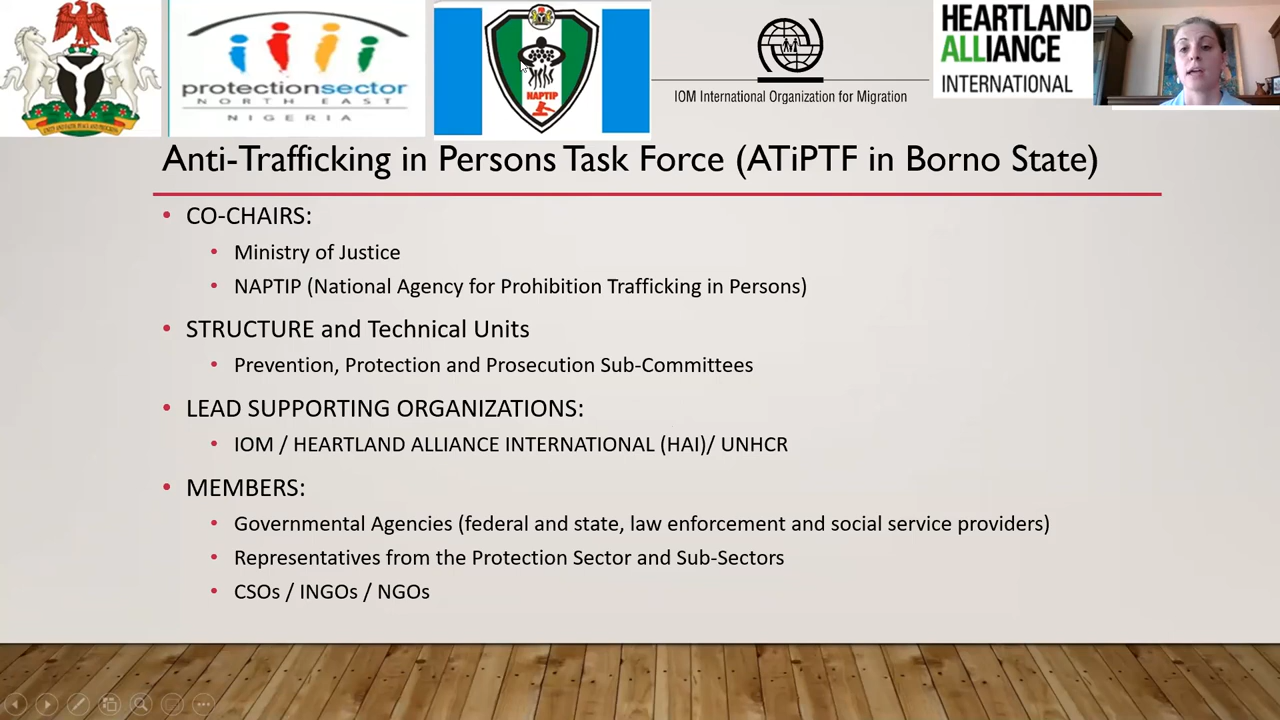 protectionsector
NORTH EAST
NIGERIA
NAPTIP
IOM International Organization for Migration
HEARTLAND
ALLIANCE
INTERNATIONAL
Anti-Trafficking in Persons Task Force (ATiPTF in Borno State)
• CO-CHAIRS:
• Ministry of Justice
• NAPTIP (National Agency for Prohibition Trafficking in Persons)
• STRUCTURE and Technical Units
• Prevention, Protection and Prosecution Sub-Committees
• LEAD SUPPORTING ORGANIZATIONS:
• IOM / HEARTLAND ALLIANCE INTERNATIONAL (HAI)/ UNHCR
• MEMBERS:
• Governmental Agencies (federal and state, law enforcement and social service providers)
• Representatives from the Protection Sector and Sub-Sectors
• CSOs / INGOs / NGOs